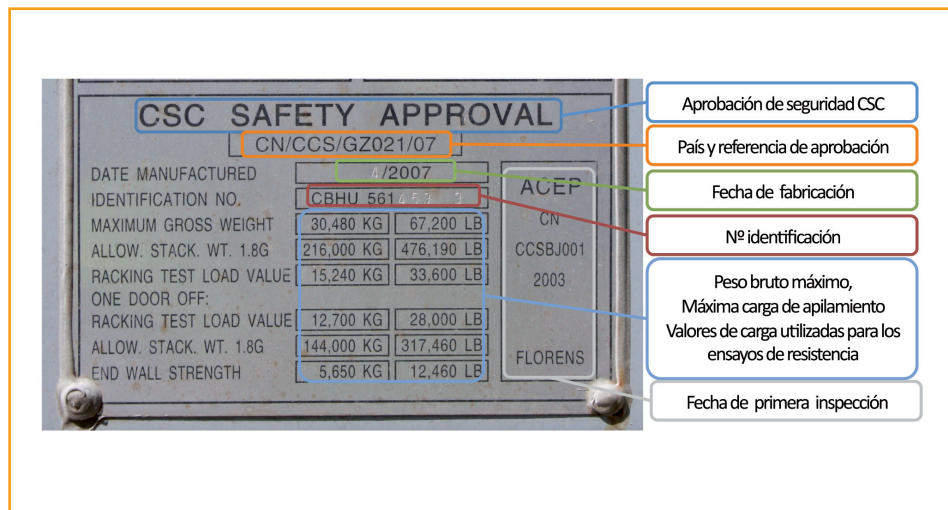 CSC SAFETY APPROVAL
CN/CCS/GZ021/07
DATE MANUFACTURED 4/2007
IDENTIFICATION NO. CBHU 561
MAXIMUM GROSS WEIGHT 30,480 KG 67,200 LB
ALLOW. STACK. WT. 1.8G 216,000 KG 476,190 LB
RACKING TEST LOAD VALUE 15,240 KG 33,600 LB
ONE DOOR OFF:
RACKING TEST LOAD VALUE 12,700 KG 28,000 LB
ALLOW. STACK. WT. 1.8G 144,000 KG 317,460 LB
END WALL STRENGTH 5,650 KG 12,460 LB
ACEP
CN
CCSBJ001
2003
FLORENS
Aprobación de seguridad CSC
País y referencia de aprobación
Fecha de fabricación
Nº identificación
Peso bruto máximo,
Máxima carga de apilamiento
Valores de carga utilizadas para los
ensayos de resistencia
Fecha de primera inspección